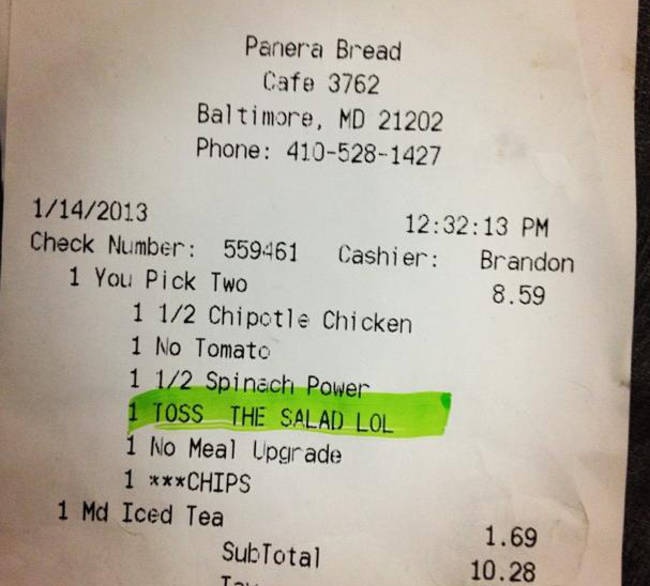 Panera Bread
Cafe 3762
Baltimore, MD 21202
Phone: 410-528-1427
1/14/2013 12:32:13 PM
Check Number: 559461 Cashier: Brandon
1 You Pick Two 8.59
1 1/2 Chipotle Chicken
1 No Tomato
1 1/2 Spinach Power
1 TOSS THE SALAD LOL
1 No Meal Upgrade
1 ***CHIPS
1 Md Iced Tea 1.69
SubTotal 10.28